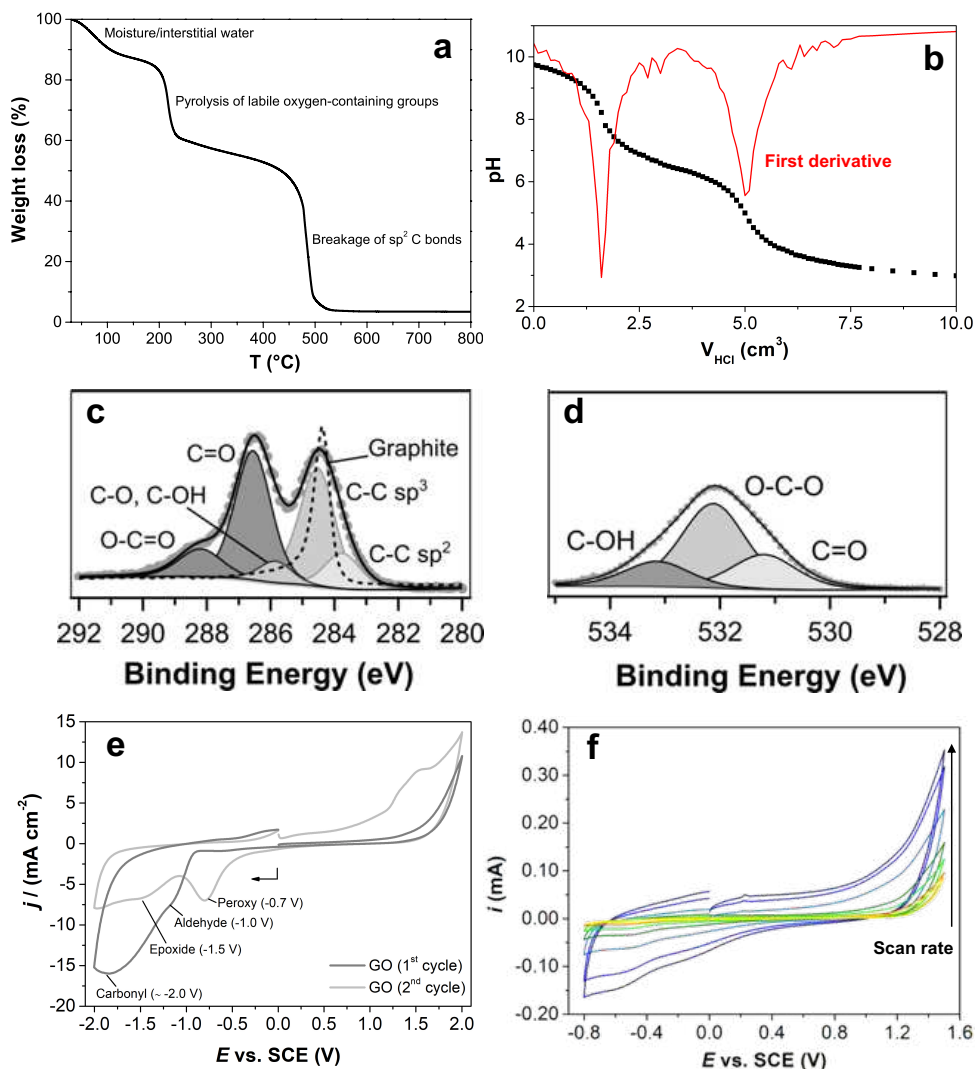 a
Moisture/interstitial water
Pyrolysis of labile oxygen-containing groups
Breakage of sp² C bonds
Weight loss (%)
100
80
60
40
20
0
100 200 300 400 500 600 700 800
T (°C)
b
First derivative
pH
10
8
6
4
2
0.0 2.5 5.0 7.5 10.0
V_HCl (cm³)
c
C=O
Graphite
C-O, C-OH
C-C sp³
O-C=O
C-C sp²
292 290 288 286 284 282 280
Binding Energy (eV)
d
O-C-O
C-OH
C=O
534 532 530 528
Binding Energy (eV)
e
j / (mA cm⁻²)
15
10
5
0
-5
-10
-15
-20
Peroxy (-0.7 V)
Aldehyde (-1.0 V)
Epoxide (-1.5 V)
Carbonyl (~ -2.0 V)
GO (1st cycle)
GO (2nd cycle)
-2.0 -1.5 -1.0 -0.5 0.0 0.5 1.0 1.5 2.0
E vs. SCE (V)
f
i (mA)
0.40
0.30
0.20
0.10
0.00
-0.10
0.20
Scan rate
-0.8 -0.4 0.0 0.4 0.8 1.2 1.6
E vs. SCE (V)